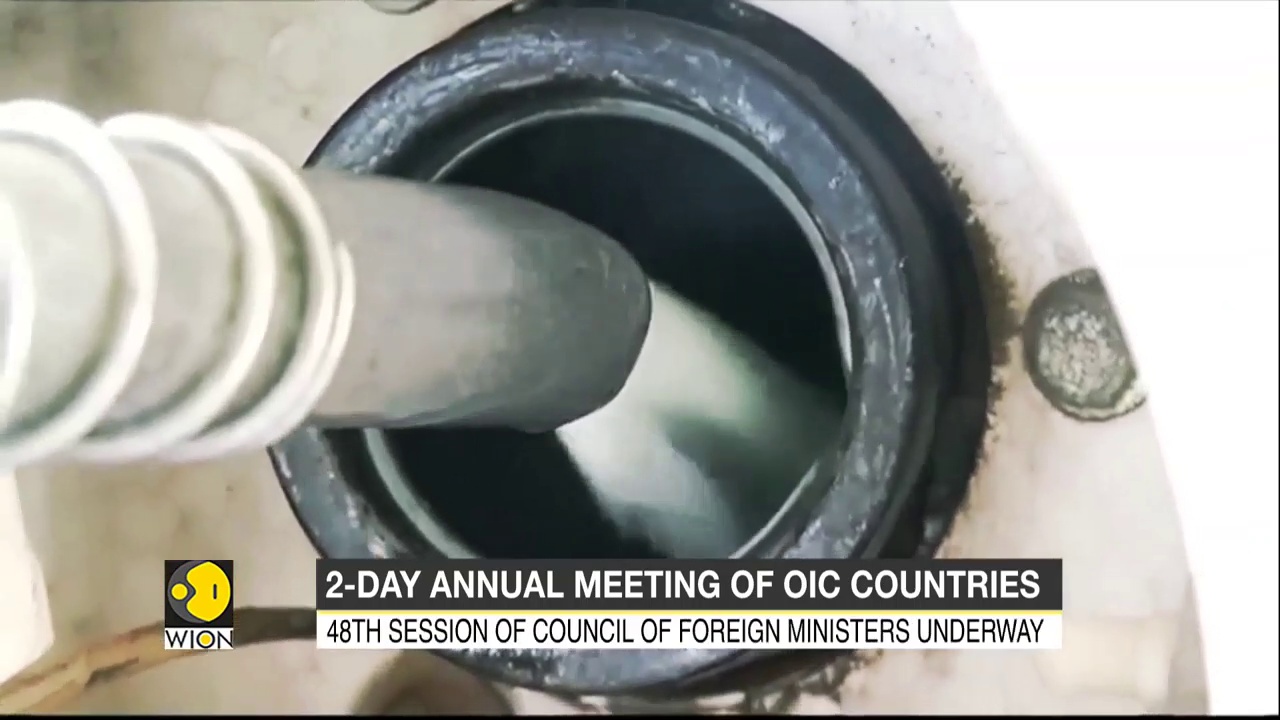 2-DAY ANNUAL MEETING OF OIC COUNTRIES
48TH SESSION OF COUNCIL OF FOREIGN MINISTERS UNDERWAY
WION